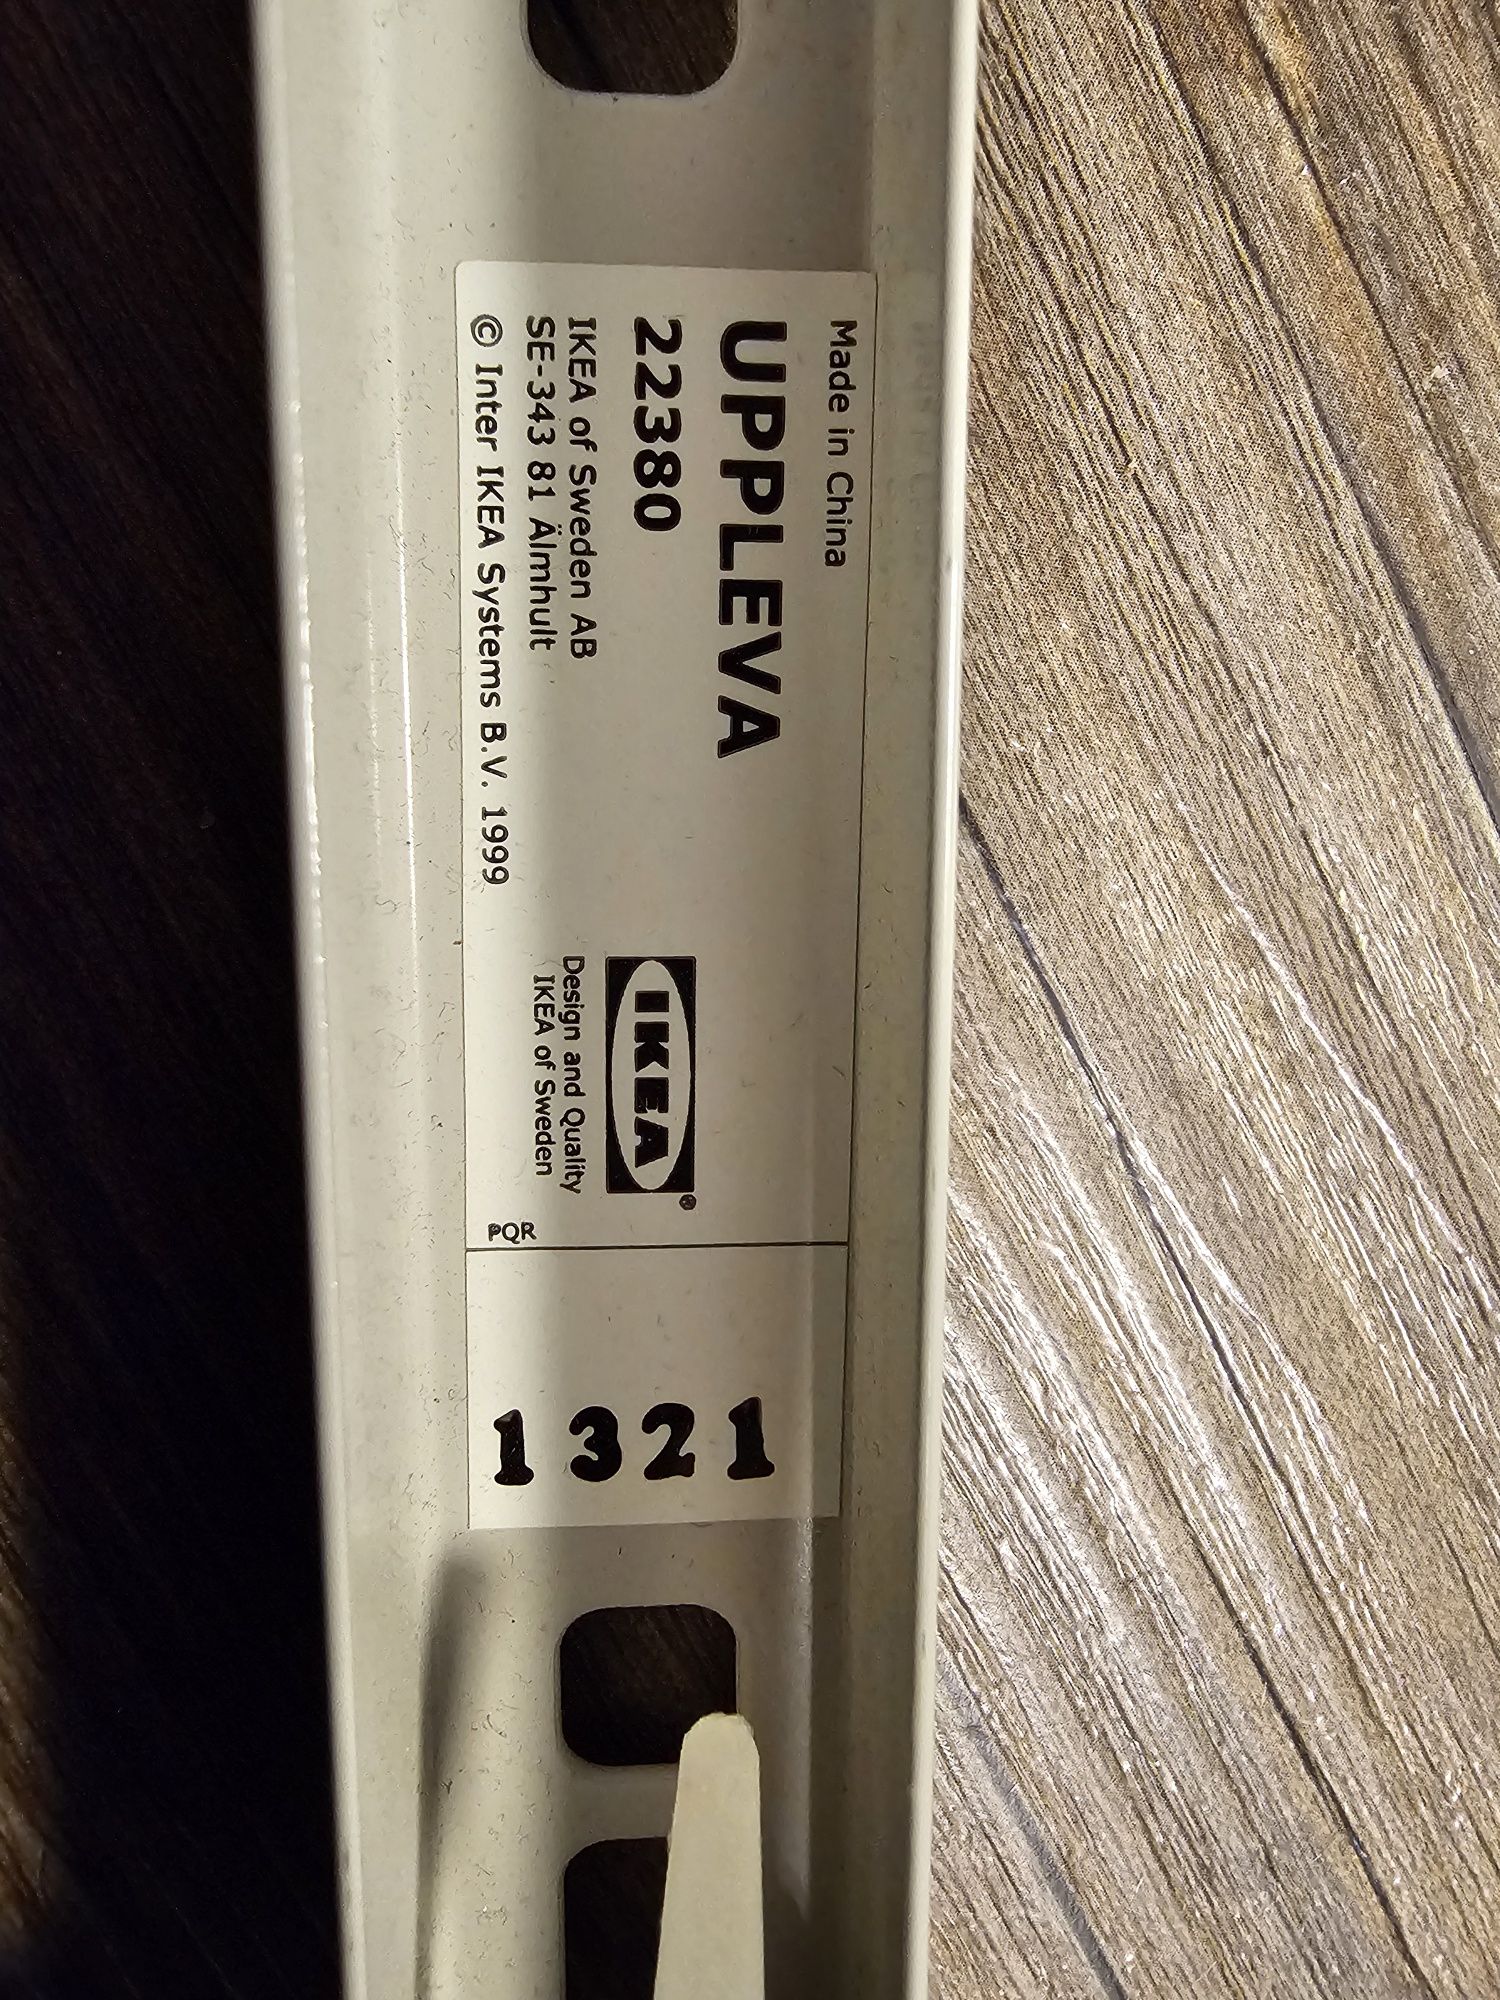 Made in China
UPPLEVA
22380
IKEA of Sweden AB
SE-343 81 Älmhult
© Inter IKEA Systems B.V. 1999
IKEA®
Design and Quality
IKEA of Sweden
PQR
1321